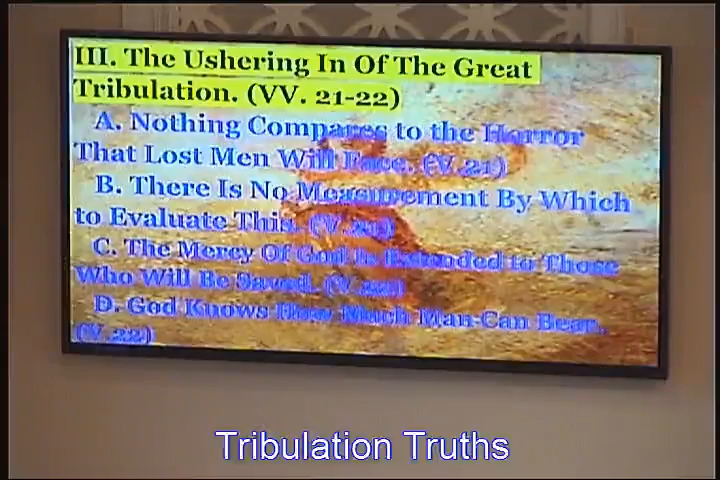 III. The Ushering In Of The Great
Tribulation. (VV. 21-22)
A. Nothing Compares to the Horror
That Lost Men Will Face. (V.21)
B. There Is No Measurement By Which
to Evaluate This. (V.21)
C. The Mercy Of God Is Extended to Those
Who Will Be Saved. (V.22)
D. God Knows How Much Man Can Bear.
(V.22)
Tribulation Truths